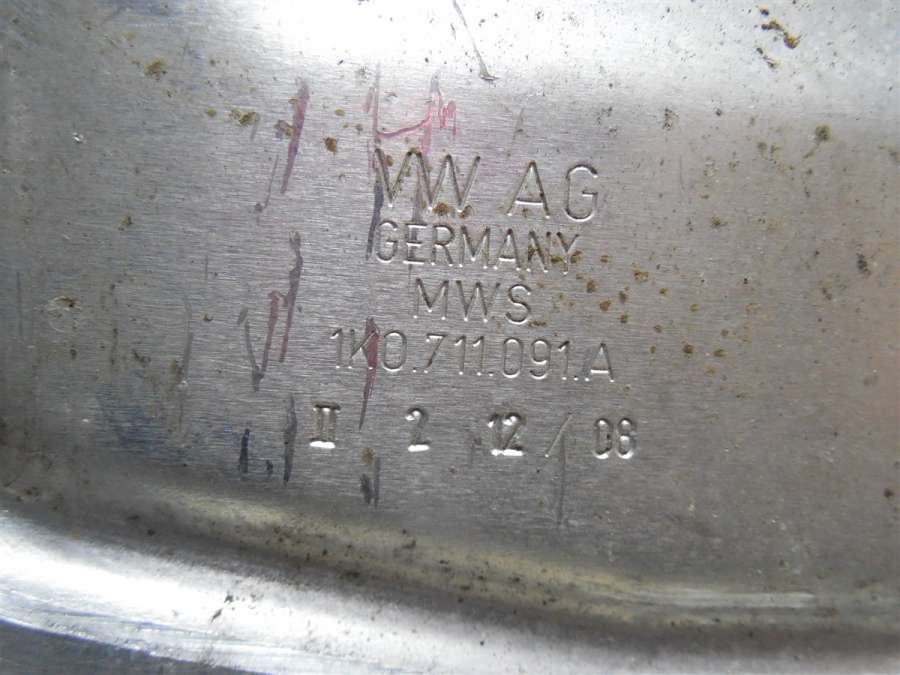 VW AG
GERMANY
MWS
1K0.711.091.A
II 2 12/08